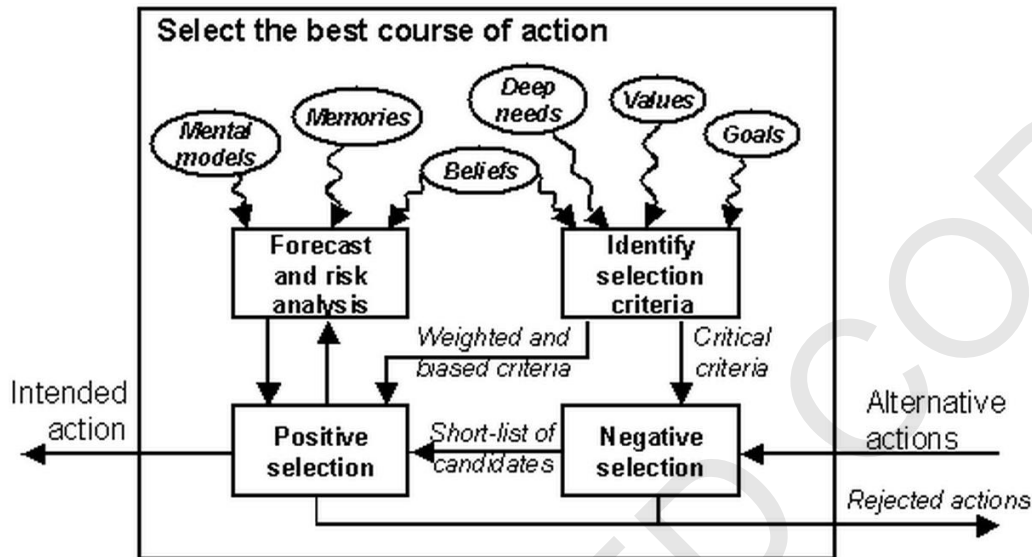 Select the best course of action
Deep
needs
Values
Memories
Goals
Mental
models
Beliefs
Forecast
and risk
analysis
Identify
selection
criteria
Weighted and
biased criteria
Critical
criteria
Intended
action
Alternative
actions
Positive
selection
Short-list of
candidates
Negative
selection
Rejected actions